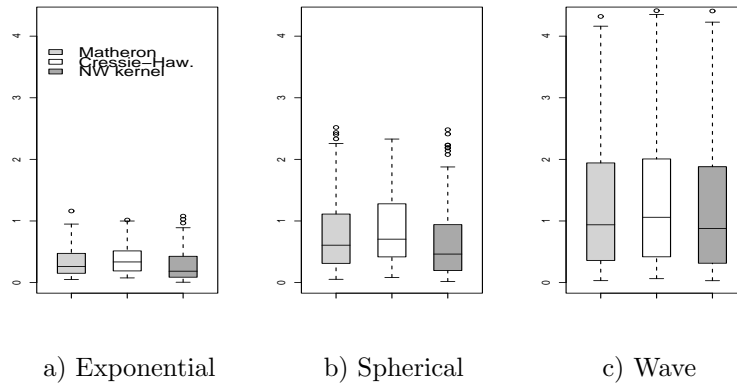 Matheron
Cressie-Haw.
NW kernel
0 1 2 3 4
0 1 2 3 4
0 1 2 3 4
a) Exponential
b) Spherical
c) Wave